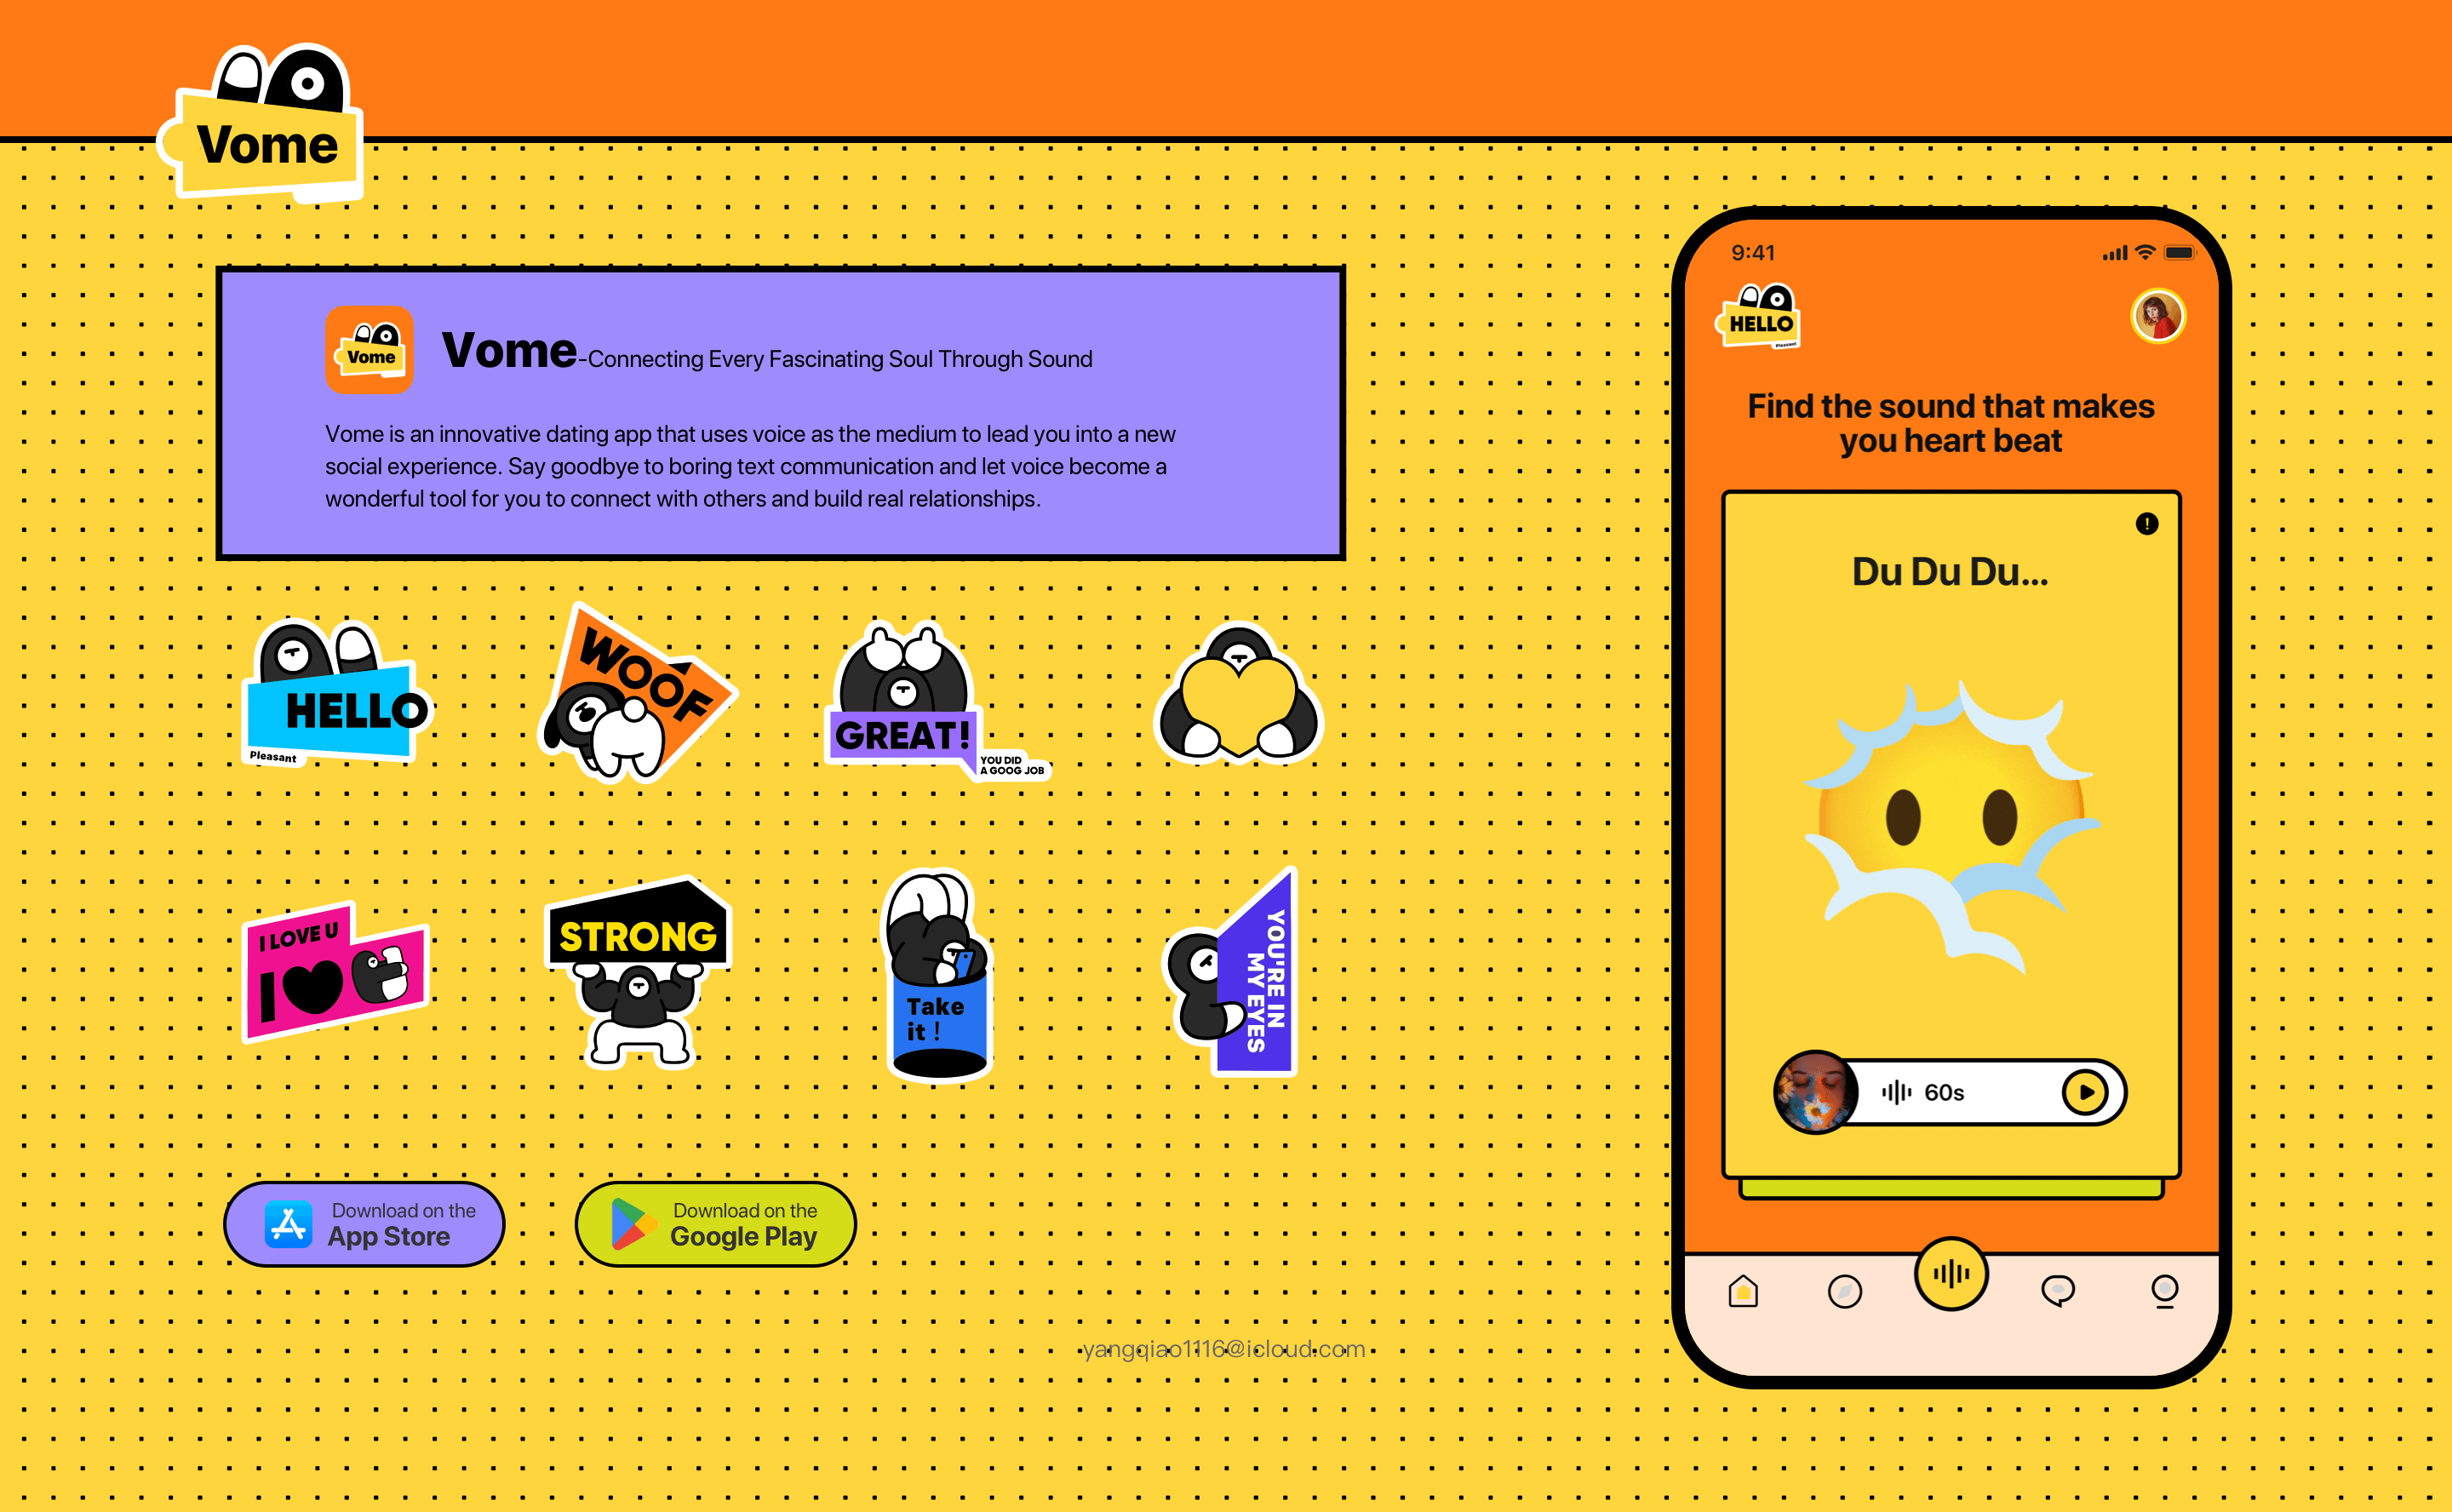 Vome
Vome
Vome-Connecting Every Fascinating Soul Through Sound
Vome is an innovative dating app that uses voice as the medium to lead you into a new
social experience. Say goodbye to boring text communication and let voice become a
wonderful tool for you to connect with others and build real relationships.
HELLO
Pleasant
WOOF
GREAT!
YOU DID
A GOOG JOB
I LOVE U
I
STRONG
Take
it !
YOU'RE IN
MY EYES
Download on the
App Store
Download on the
Google Play
yangqiao1116@icloud.com
9:41
HELLO
Pleasant
Find the sound that makes
you heart beat
Du Du Du...
60s